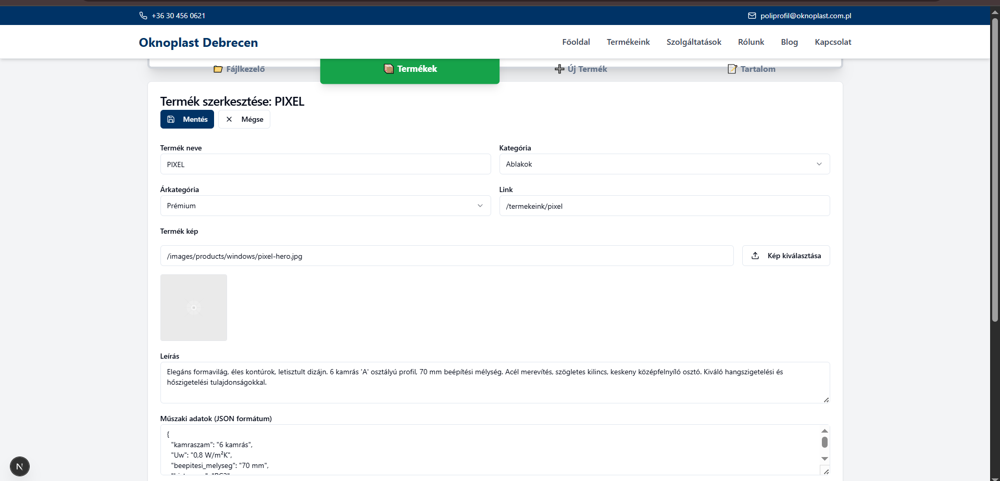 +36 30 456 0621
poliprofil@oknoplast.com.pl
Oknoplast Debrecen
Főoldal
Termékeink
Szolgáltatások
Rólunk
Blog
Kapcsolat
Fájlkezelő
Termékek
Új Termék
Tartalom
Termék szerkesztése: PIXEL
Mentés
Mégse
Termék neve
PIXEL
Kategória
Ablakok
Árkategória
Prémium
Link
/termekeink/pixel
Termék kép
/images/products/windows/pixel-hero.jpg
Kép kiválasztása
Leírás
Elegáns formavilág, éles kontúrok, letisztult dizájn. 6 kamrás 'A' osztályú profil, 70 mm beépítési mélység. Acél merevítés, szögletes kilincs, keskeny középfelnyíló osztó. Kiváló hangszigetelési és
hőszigetelési tulajdonságokkal.
Műszaki adatok (JSON formátum)
{
"kamraszam": "6 kamrás",
"Uw": "0,8 W/m²K",
"beepitesi_melyseg": "70 mm",
N